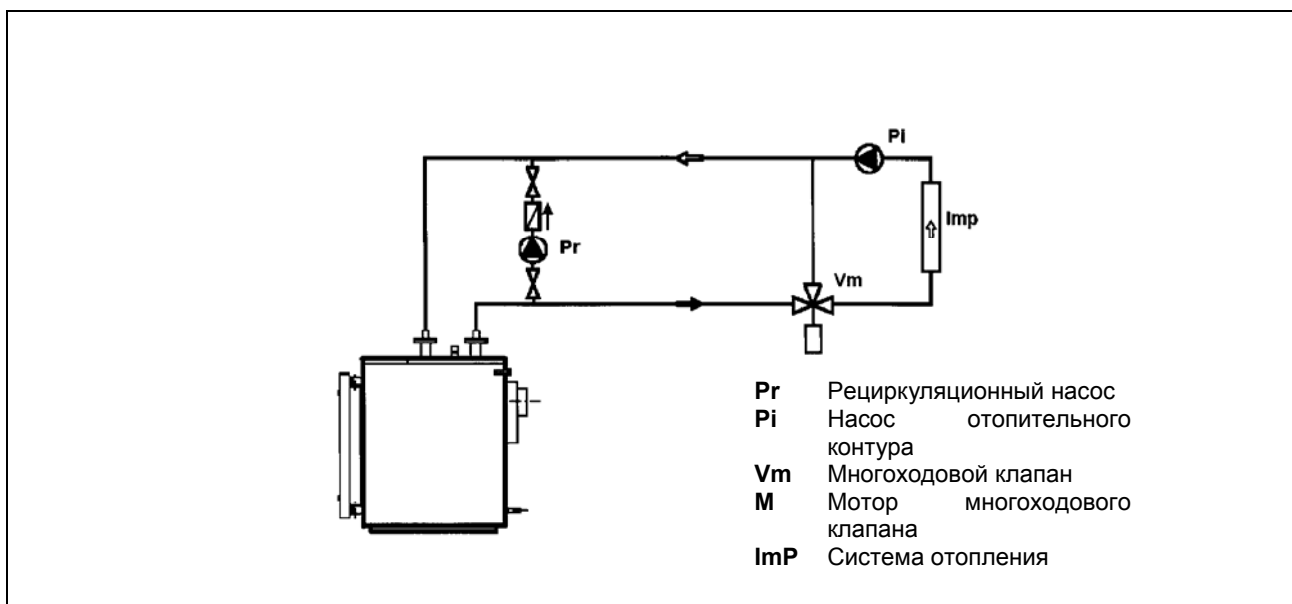 Pi
Imp
Pr
Vm
Pr Рециркуляционный насос
Pi Насос отопительного
контура
Vm Многоходовой клапан
M Мотор многоходового
клапана
ImP Система отопления